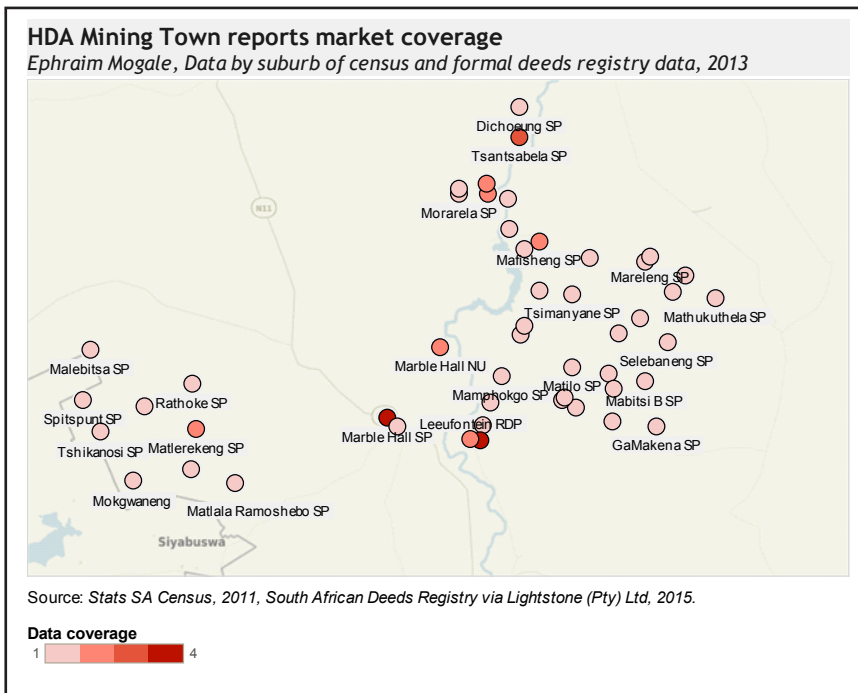 HDA Mining Town reports market coverage
Ephraim Mogale, Data by suburb of census and formal deeds registry data, 2013
Dichoeung SP
Tsantsabela SP
N11
Morarela SP
Mafisheng SP
Mareleng SP
Tsimanyane SP
Mathukuthela SP
Marble Hall NU
Malebitsa SP
Selebaneng SP
Mamphokgo SP
Matilo SP
Rathoke SP
Mabitsi B SP
Spitspunt SP
Leeufontein RDP
Marble Hall SP
GaMakena SP
Tshikanosi SP
Matlerekeng SP
Mokgwaneng
Matlala Ramoshebo SP
Siyabuswa
Source: Stats SA Census, 2011, South African Deeds Registry via Lightstone (Pty) Ltd, 2015.
Data coverage
1 4